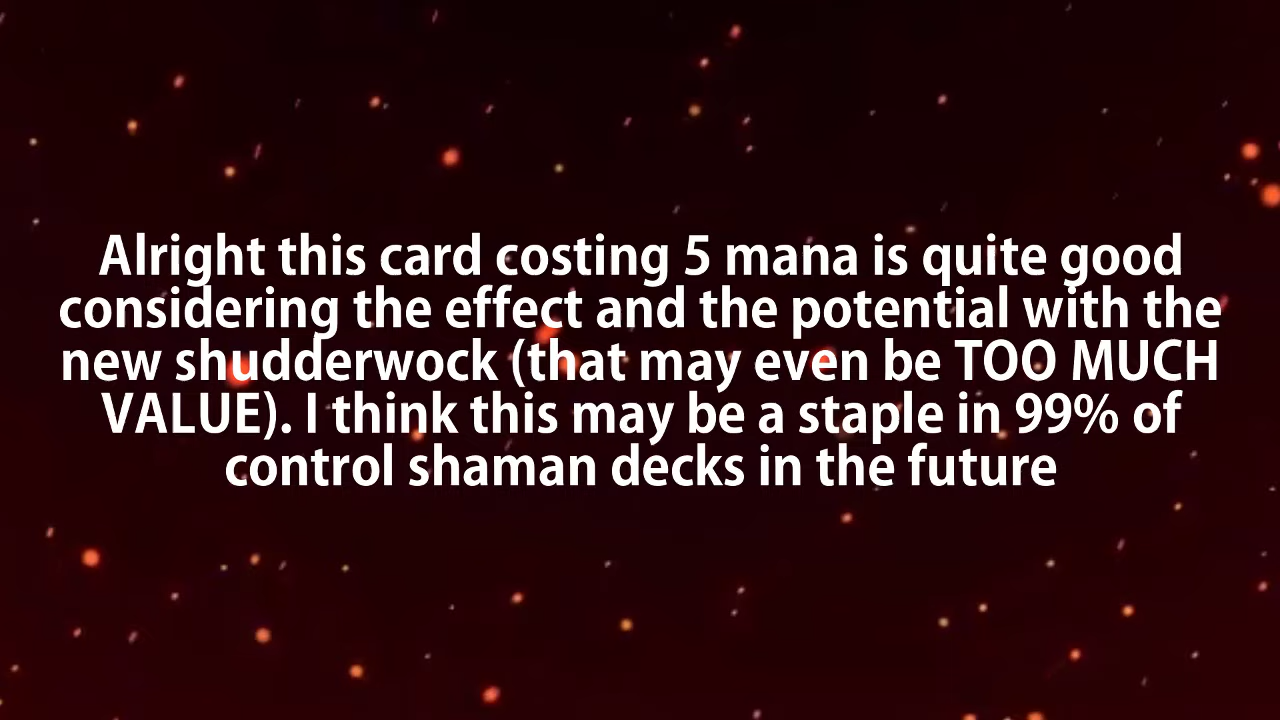 Alright this card costing 5 mana is quite good
considering the effect and the potential with the
new shudderwock (that may even be TOO MUCH
VALUE). I think this may be a staple in 99% of
control shaman decks in the future